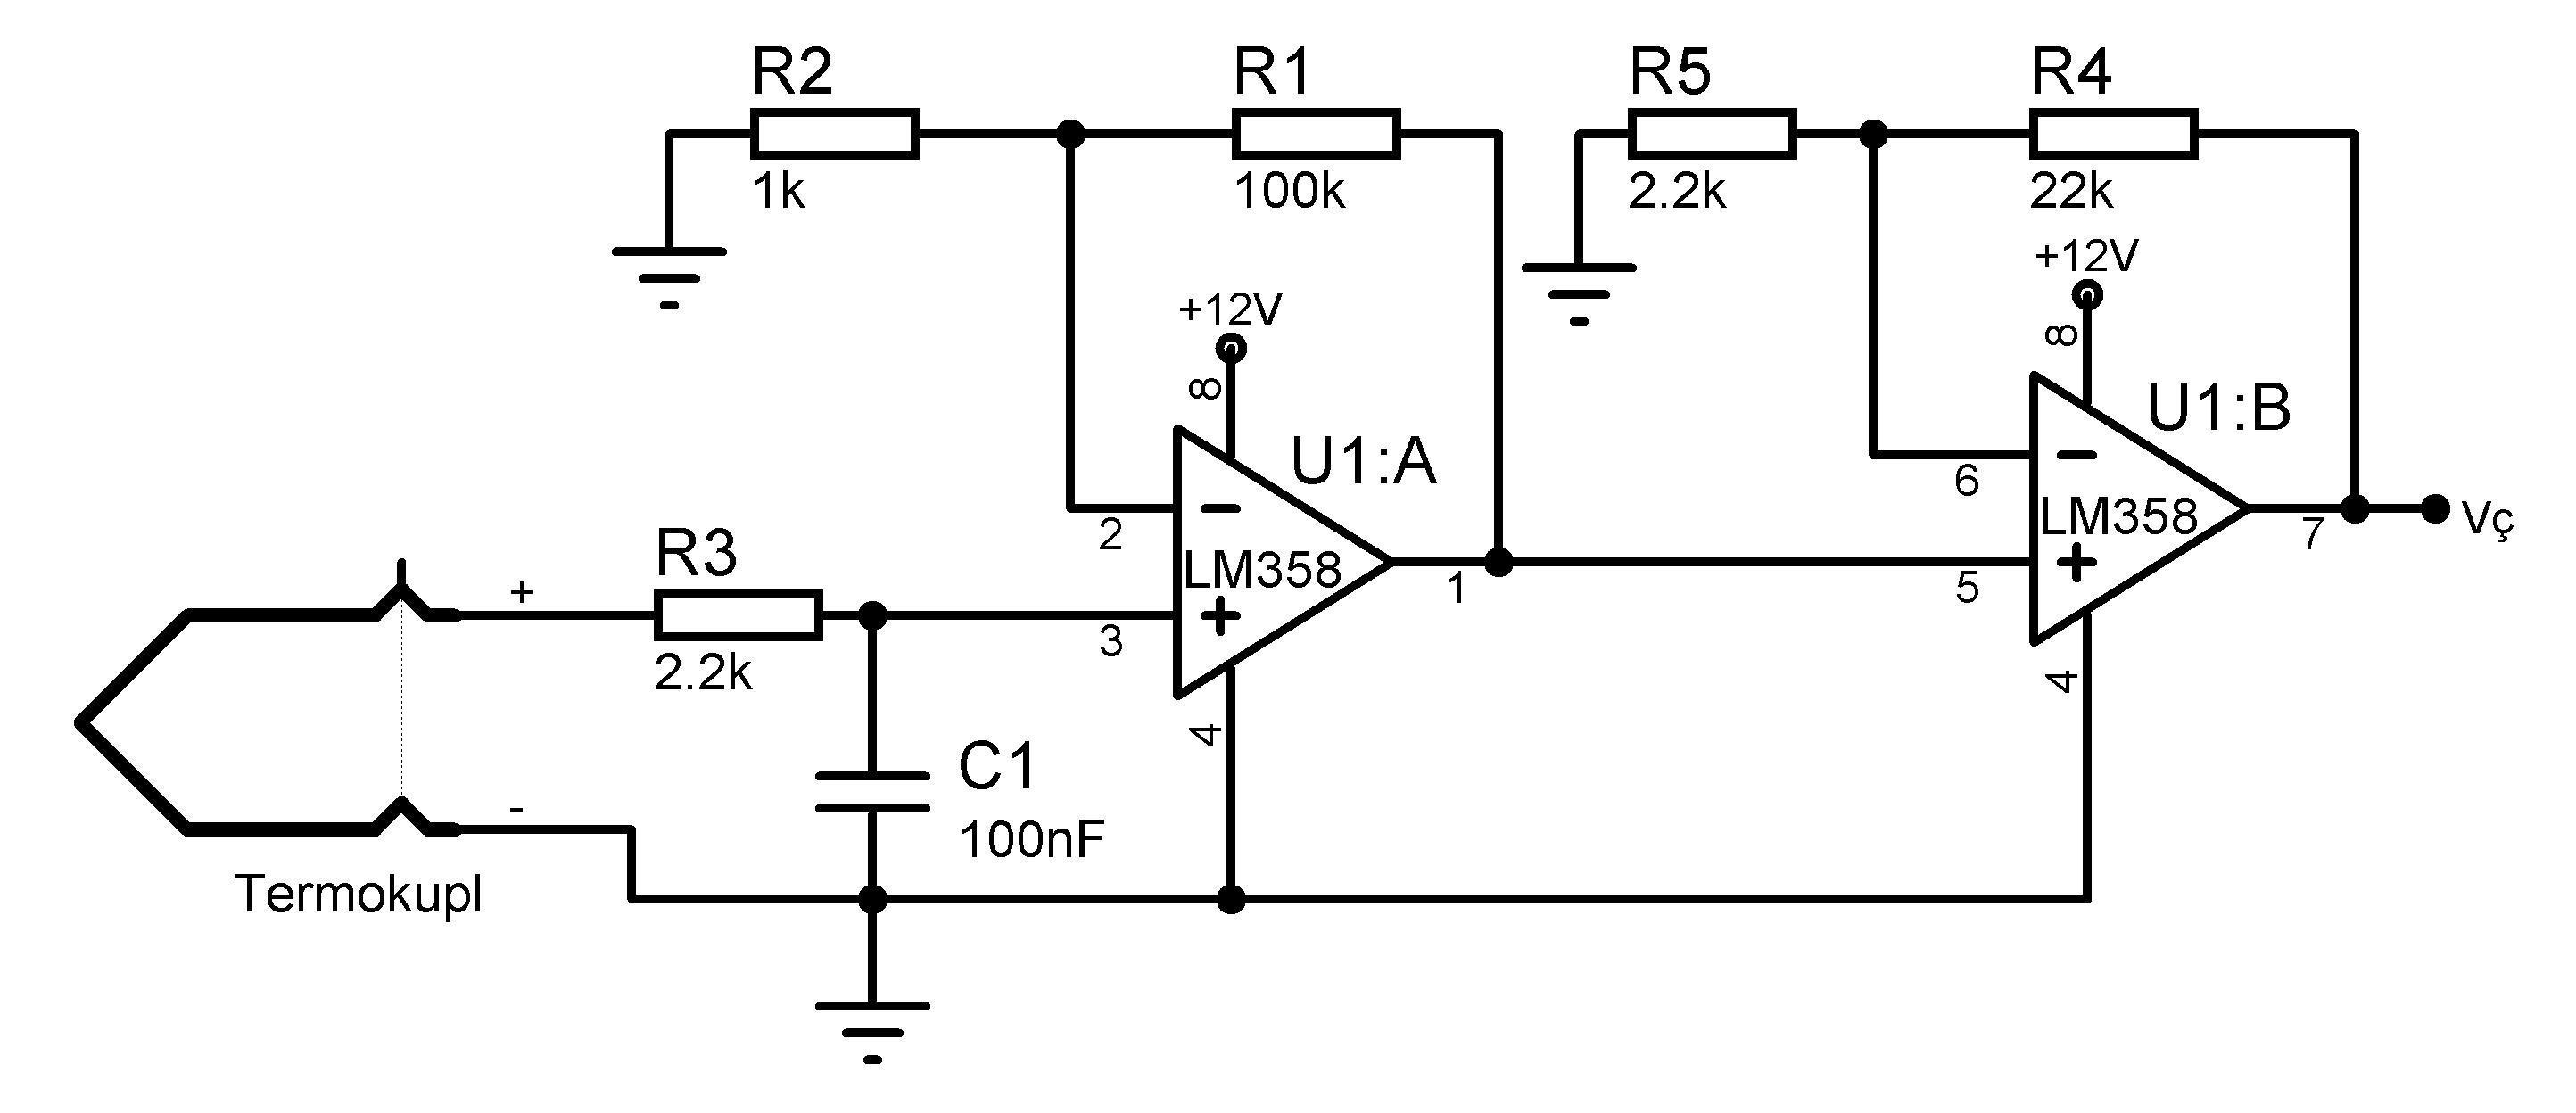 R2
R1
R5
R4
1k
100k
2.2k
22k
+12V
+12V
8
8
U1:A
U1:B
2
6
LM358
LM358
7
Vç
R3
+
1
5
3
2.2k
4
4
C1
100nF
-
Termokupl